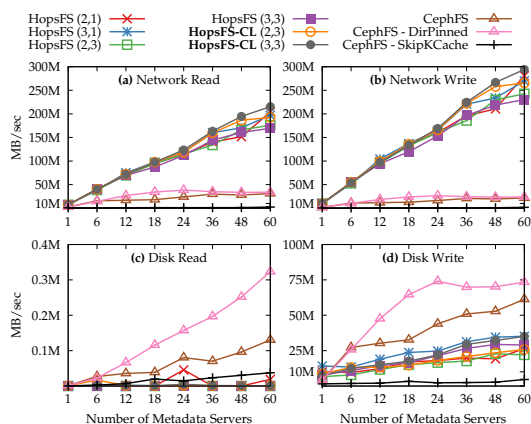 HopsFS (2,1) HopsFS (3,3) CephFS
HopsFS (3,1) HopsFS-CL (2,3) CephFS - DirPinned
HopsFS (2,3) HopsFS-CL (3,3) CephFS - SkipKCache
(a) Network Read
300M
250M
200M
150M
100M
50M
MB/sec
1 6 12 18 24 36 48 60
(b) Network Write
300M
250M
200M
150M
100M
50M
1 6 12 18 24 36 48 60
(c) Disk Read
0.4M
0.3M
0.2M
0.1M
0M
MB/sec
1 6 12 18 24 36 48 60
Number of Metadata Servers
(d) Disk Write
100M
75M
50M
25M
10M
1 6 12 18 24 36 48 60
Number of Metadata Servers